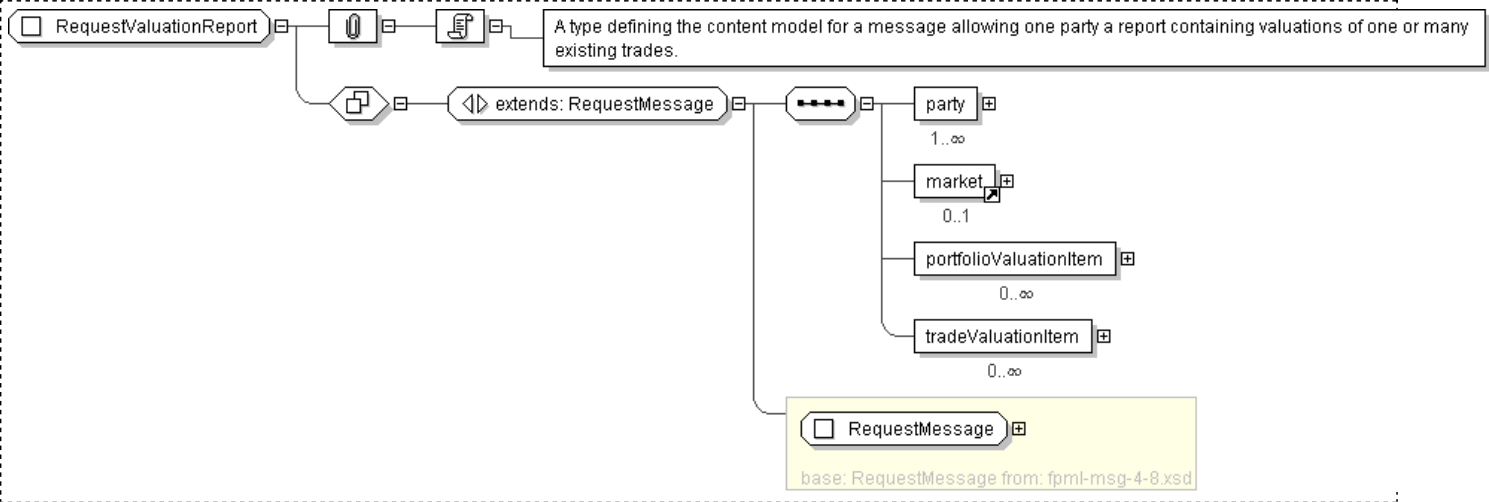 RequestValuationReport
A type defining the content model for a message allowing one party a report containing valuations of one or many
existing trades.
extends: RequestMessage
party
1..∞
market
0..1
portfolioValuationItem
0..∞
tradeValuationItem
0..∞
RequestMessage
base: RequestMessage from: fpml-msg-4-8.xsd